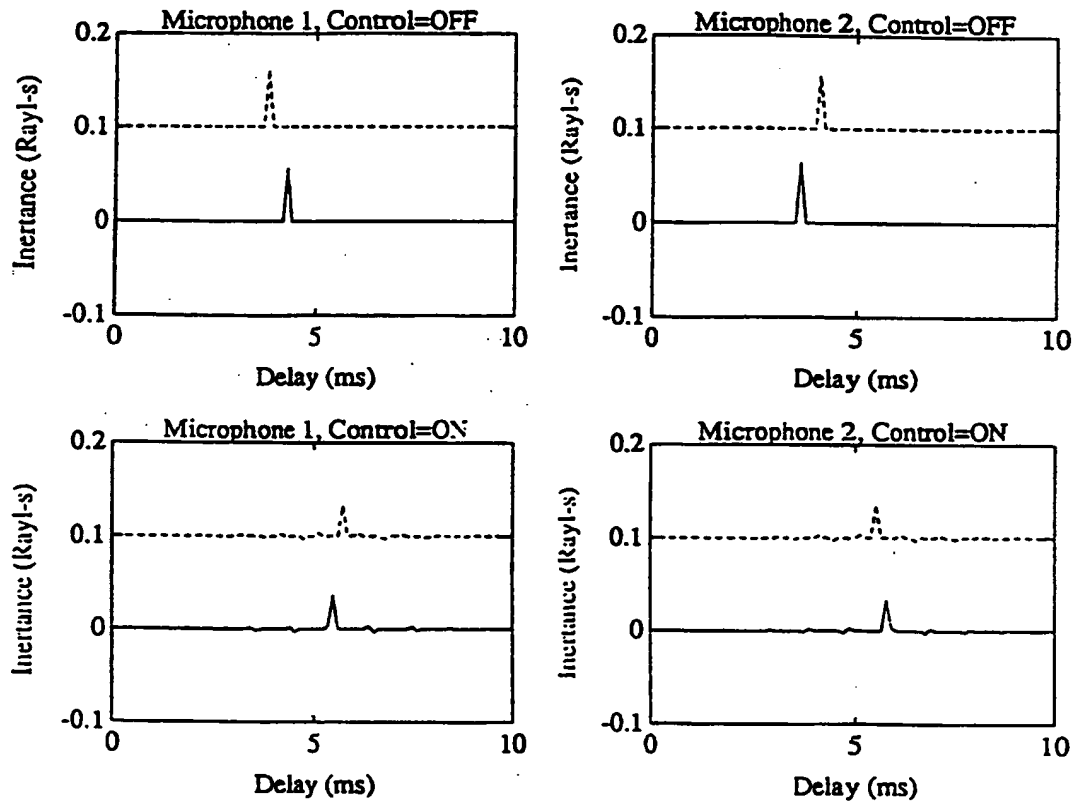 Microphone 1, Control=OFF
0.2
0.1
0
-0.1
Inertance (Rayl-s)
0
5
10
Delay (ms)
Microphone 2, Control=OFF
0.2
0.1
0
-0.1
Inertance (Rayl-s)
0
5
10
Delay (ms)
Microphone 1, Control=ON
0.2
0.1
0
-0.1
Inertance (Rayl-s)
0
5
10
Delay (ms)
Microphone 2, Control=ON
0.2
0.1
0
-0.1
Inertance (Rayl-s)
0
5
10
Delay (ms)